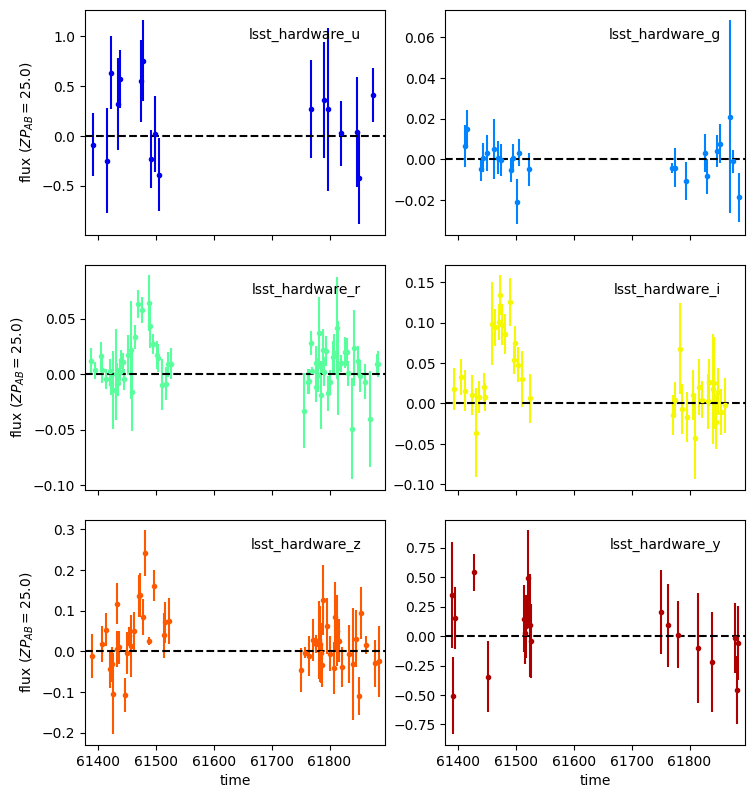 lsst_hardware_u
1.0
0.5
0.0
−0.5
flux (ZP_AB = 25.0)
lsst_hardware_g
0.06
0.04
0.02
0.00
−0.02
lsst_hardware_r
0.05
0.00
−0.05
−0.10
flux (ZP_AB = 25.0)
lsst_hardware_i
0.15
0.10
0.05
0.00
−0.05
−0.10
lsst_hardware_z
0.3
0.2
0.1
0.0
−0.1
−0.2
flux (ZP_AB = 25.0)
61400 61500 61600 61700 61800
time
lsst_hardware_y
0.75
0.50
0.25
0.00
−0.25
−0.50
−0.75
61400 61500 61600 61700 61800
time